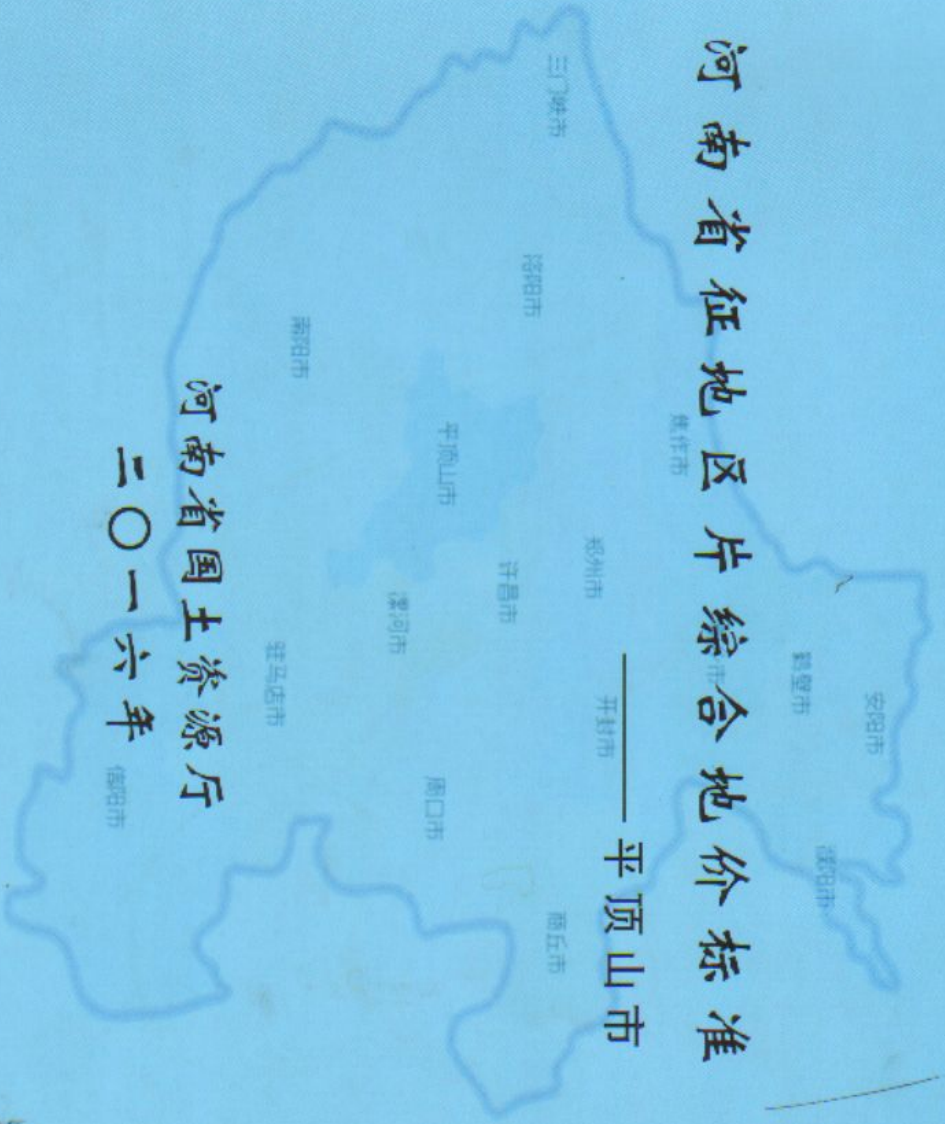 河南省征地区片综合地价标准
——平顶山市
安阳市
鹤壁市
濮阳市
市
焦作市
三门峡市
洛阳市
郑州市
开封市
商丘市
许昌市
平顶山市
漯河市
周口市
南阳市
驻马店市
信阳市
河南省国土资源厅
二〇一六年